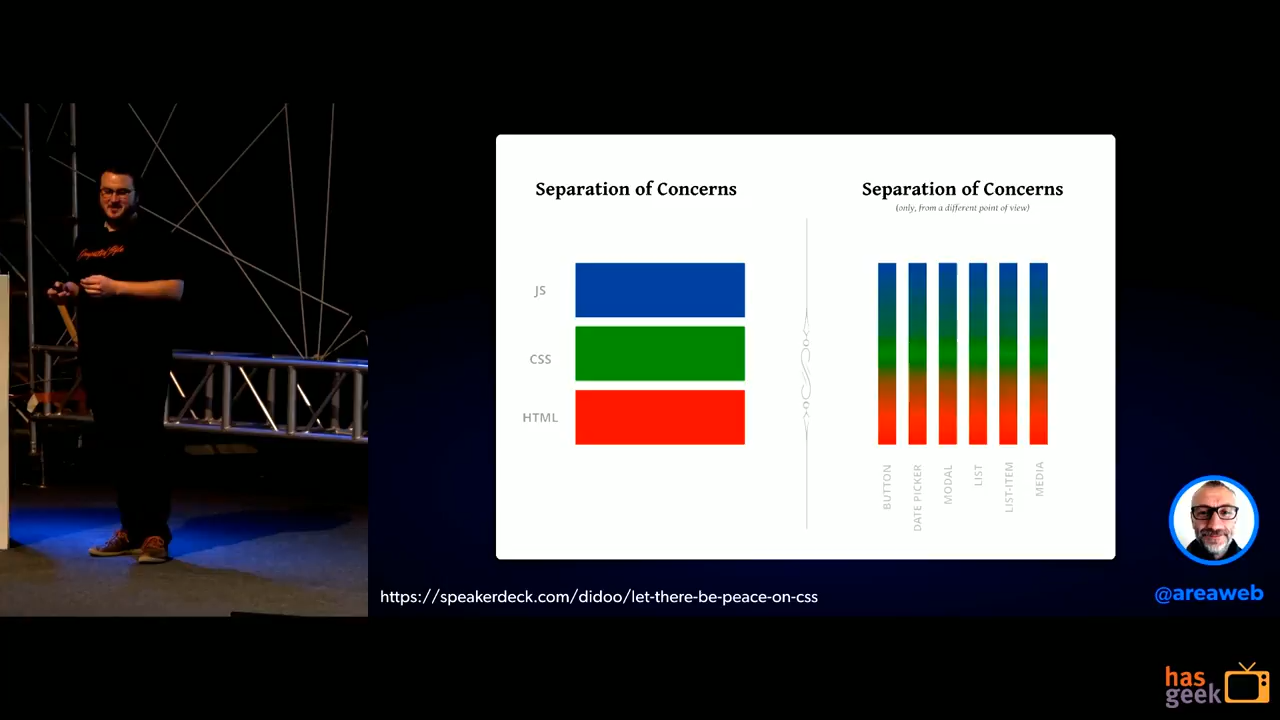 Separation of Concerns
JS
CSS
HTML
Separation of Concerns
(only, from a different point of view)
BUTTON
DATE PICKER
MODAL
LIST
LIST-ITEM
MEDIA
https://speakerdeck.com/didoo/let-there-be-peace-on-css
@areaweb
has
geek